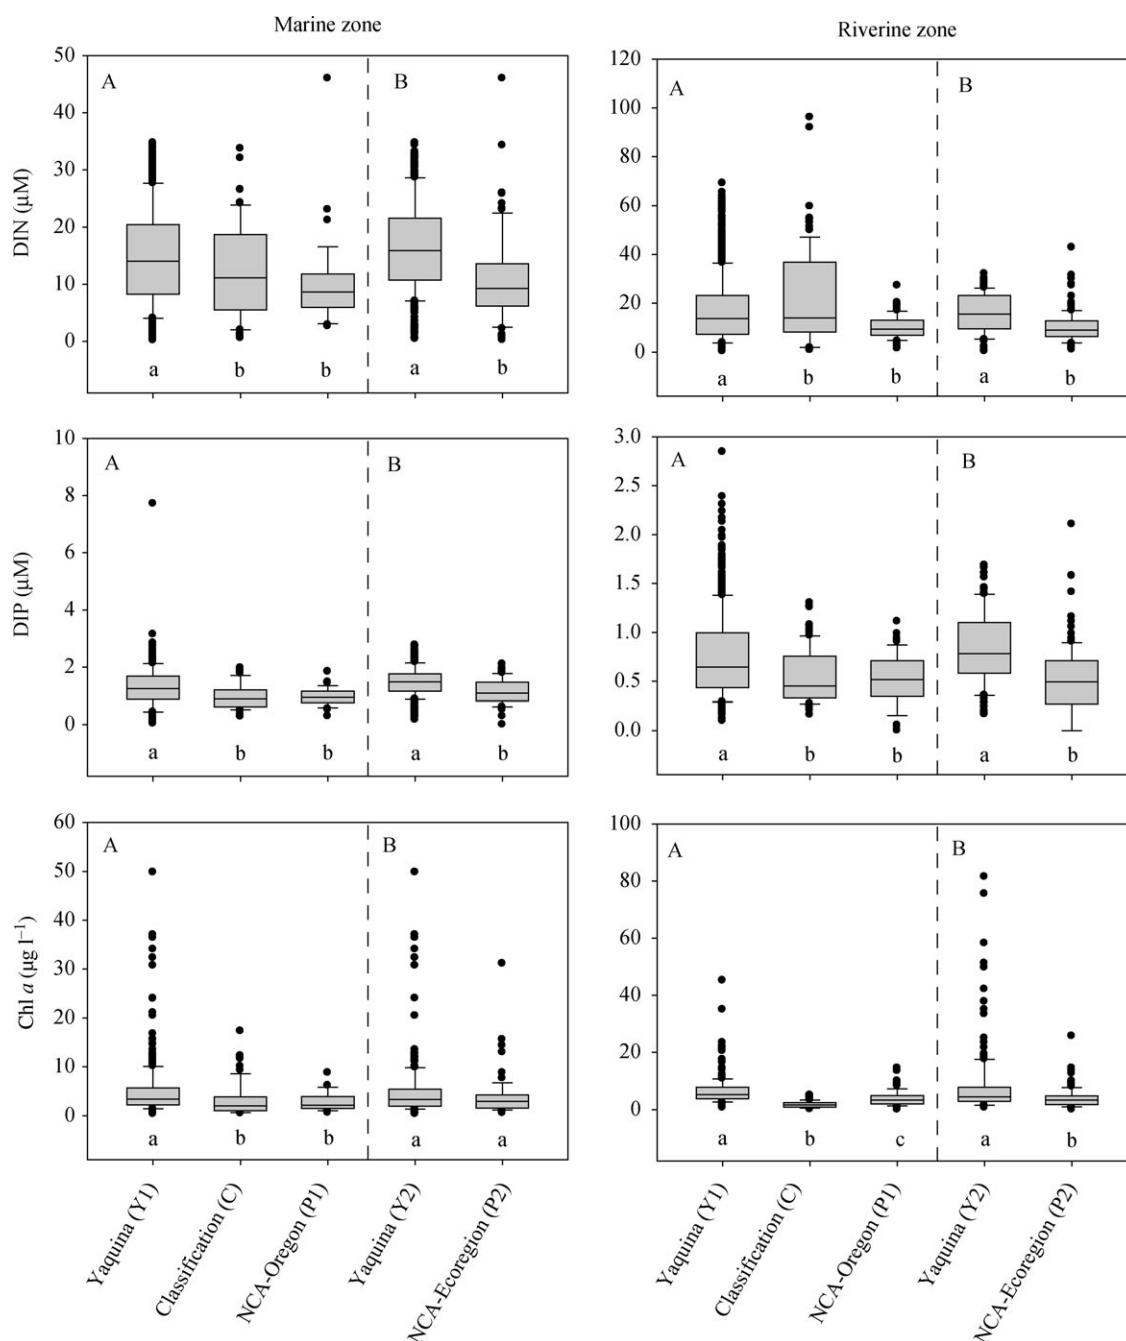 Marine zone
Riverine zone
DIN (µM)
50
40
30
20
10
0
A
B
a
b
b
a
b
120
100
80
60
40
20
0
A
B
a
b
b
a
b
DIP (µM)
10
8
6
4
2
0
A
B
a
b
b
a
b
3.0
2.5
2.0
1.5
1.0
0.5
0.0
A
B
a
b
b
a
b
Chl a (µg l⁻¹)
60
50
40
30
20
10
0
A
B
a
b
b
a
a
100
80
60
40
20
0
A
B
a
b
c
a
b
Yaquina (Y1)
Classification (C)
NCA-Oregon (P1)
Yaquina (Y2)
NCA-Ecoregion (P2)
Yaquina (Y1)
Classification (C)
NCA-Oregon (P1)
Yaquina (Y2)
NCA-Ecoregion (P2)